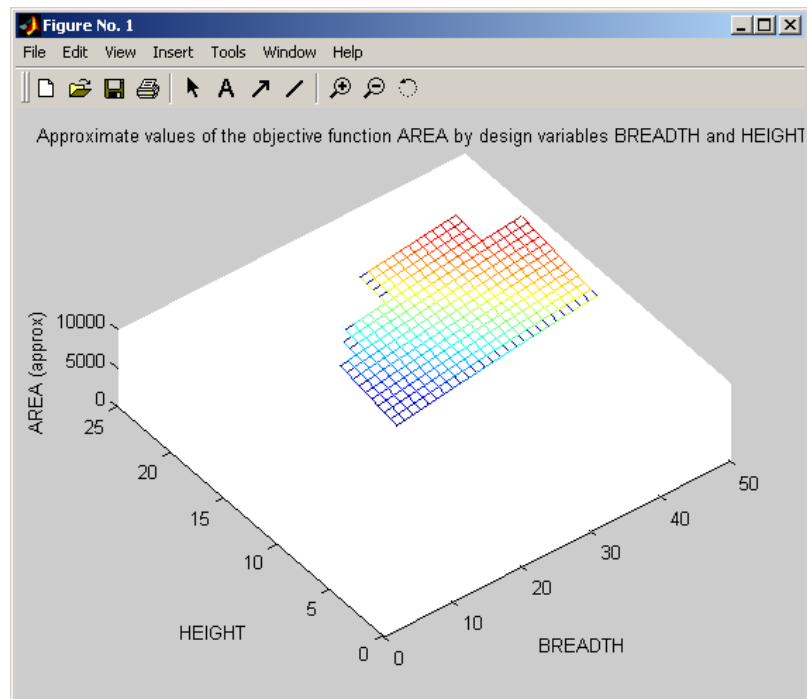 Figure No. 1
File Edit View Insert Tools Window Help
A
Approximate values of the objective function AREA by design variables BREADTH and HEIGHT
AREA (approx)
10000
5000
0
25
20
15
10
5
0
HEIGHT
0
10
20
30
40
50
BREADTH